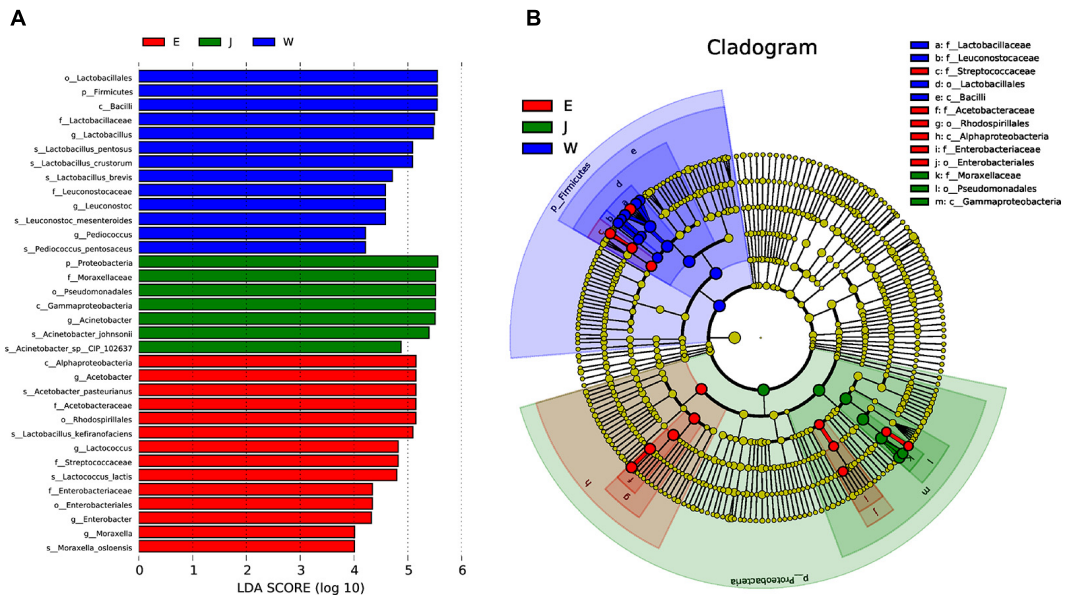 A
E J W
o__Lactobacillales
p__Firmicutes
c__Bacilli
f__Lactobacillaceae
g__Lactobacillus
s__Lactobacillus_pentosus
s__Lactobacillus_crustorum
s__Lactobacillus_brevis
f__Leuconostocaceae
g__Leuconostoc
s__Leuconostoc_mesenteroides
g__Pediococcus
s__Pediococcus_pentosaceus
p__Proteobacteria
f__Moraxellaceae
o__Pseudomonadales
c__Gammaproteobacteria
g__Acinetobacter
s__Acinetobacter_johnsonii
s__Acinetobacter_sp__CIP_102637
c__Alphaproteobacteria
g__Acetobacter
s__Acetobacter_pasteurianus
f__Acetobacteraceae
o__Rhodospirillales
s__Lactobacillus_kefiranofaciens
g__Lactococcus
f__Streptococcaceae
s__Lactococcus_lactis
f__Enterobacteriaceae
o__Enterobacteriales
g__Enterobacter
g__Moraxella
s__Moraxella_osloensis
0 1 2 3 4 5 6
LDA SCORE (log 10)
B
Cladogram
E
J
W
a: f__Lactobacillaceae
b: f__Leuconostocaceae
c: f__Streptococcaceae
d: o__Lactobacillales
e: c__Bacilli
f: f__Acetobacteraceae
g: o__Rhodospirillales
h: c__Alphaproteobacteria
i: f__Enterobacteriaceae
j: o__Enterobacteriales
k: f__Moraxellaceae
l: o__Pseudomonadales
m: c__Gammaproteobacteria
p__Firmicutes
e
d
a
b
c
h
g
f
i
j
k
l
m
p__Proteobacteria